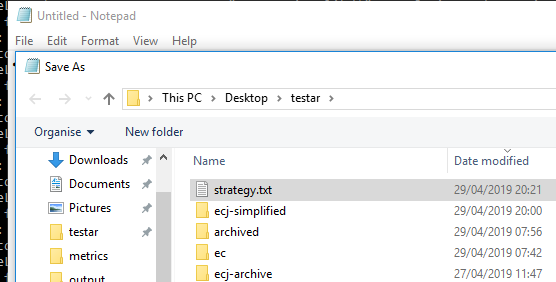 Untitled - Notepad
File Edit Format View Help
Save As
This PC > Desktop > testar >
Organise New folder
Name Date modified
Downloads
Documents
Pictures
testar
metrics
output
strategy.txt 29/04/2019 20:21
ecj-simplified 29/04/2019 20:00
archived 29/04/2019 07:56
ec 29/04/2019 07:42
ecj-archive 27/04/2019 11:47